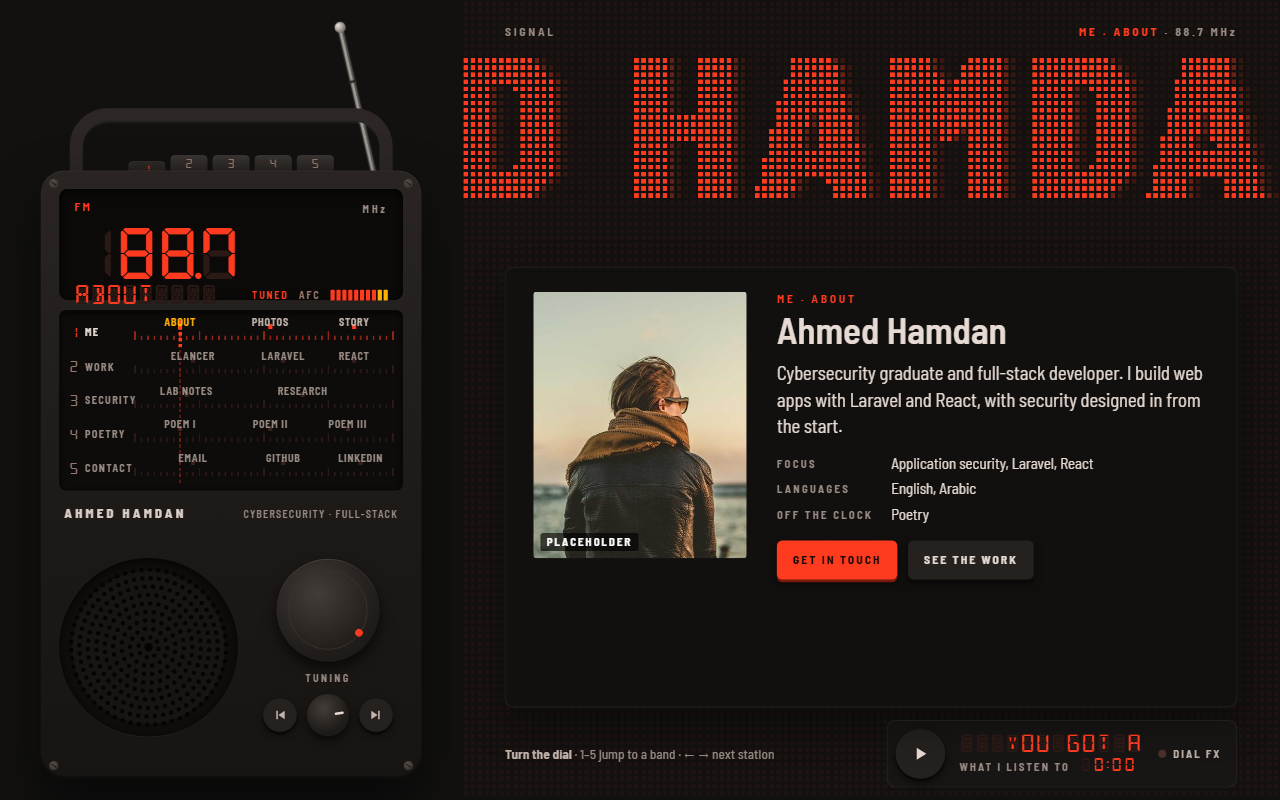 SIGNAL
ME · ABOUT · 88.7 MHz
D HAMDA
1 2 3 4 5
FM
MHz
88.7
ABOUT
TUNED AFC
ABOUT PHOTOS STORY
1 ME
ELANCER LARAVEL REACT
2 WORK
LAB NOTES RESEARCH
3 SECURITY
POEM I POEM II POEM III
4 POETRY
EMAIL GITHUB LINKEDIN
5 CONTACT
AHMED HAMDAN
CYBERSECURITY · FULL-STACK
TUNING
PLACEHOLDER
ME · ABOUT
Ahmed Hamdan
Cybersecurity graduate and full-stack developer. I build web
apps with Laravel and React, with security designed in from
the start.
FOCUS Application security, Laravel, React
LANGUAGES English, Arabic
OFF THE CLOCK Poetry
GET IN TOUCH
SEE THE WORK
Turn the dial · 1–5 jump to a band · ← → next station
YOU GOT A
WHAT I LISTEN TO 0:00
DIAL FX